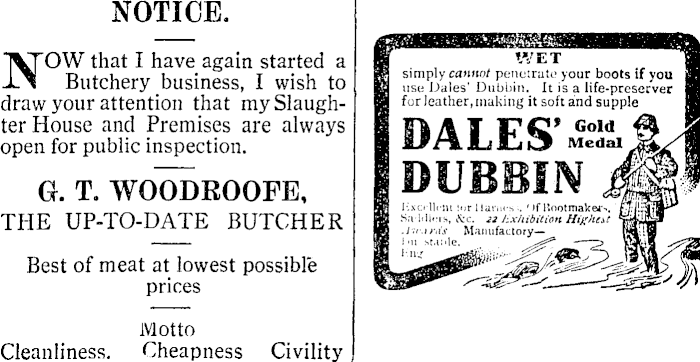 NOTICE.
NOW that I have again started a
Butchery business, I wish to
draw your attention that my Slaugh-
ter House and Premises are always
open for public inspection.
G. T. WOODROOFE,
THE UP-TO-DATE BUTCHER
Best of meat at lowest possible
prices
Motto
Cleanliness. Cheapness Civility
WET
simply cannot penetrate your boots if you
use Dales' Dubbin. It is a life-preserver
for leather, making it soft and supple
DALES' Gold
Medal
DUBBIN
Excellent for Harness, Of Bootmakers,
Saddlers, &c. 22 Exhibition Highest
Awards Manufactory—
Eng